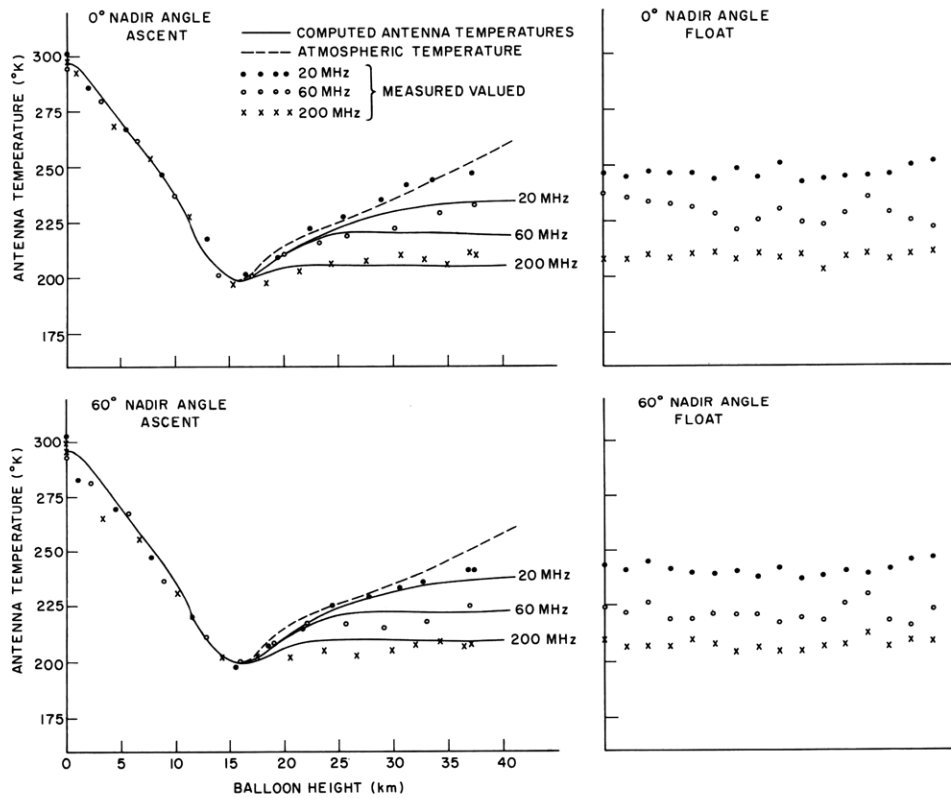 0° NADIR ANGLE
ASCENT
COMPUTED ANTENNA TEMPERATURES
ATMOSPHERIC TEMPERATURE
20 MHz
60 MHz
200 MHz
MEASURED VALUED
ANTENNA TEMPERATURE (°K)
300
275
250
225
200
175
20 MHz
60 MHz
200 MHz
0° NADIR ANGLE
FLOAT
60° NADIR ANGLE
ASCENT
ANTENNA TEMPERATURE (°K)
300
275
250
225
200
175
20 MHz
60 MHz
200 MHz
0 5 10 15 20 25 30 35 40
BALLOON HEIGHT (km)
60° NADIR ANGLE
FLOAT